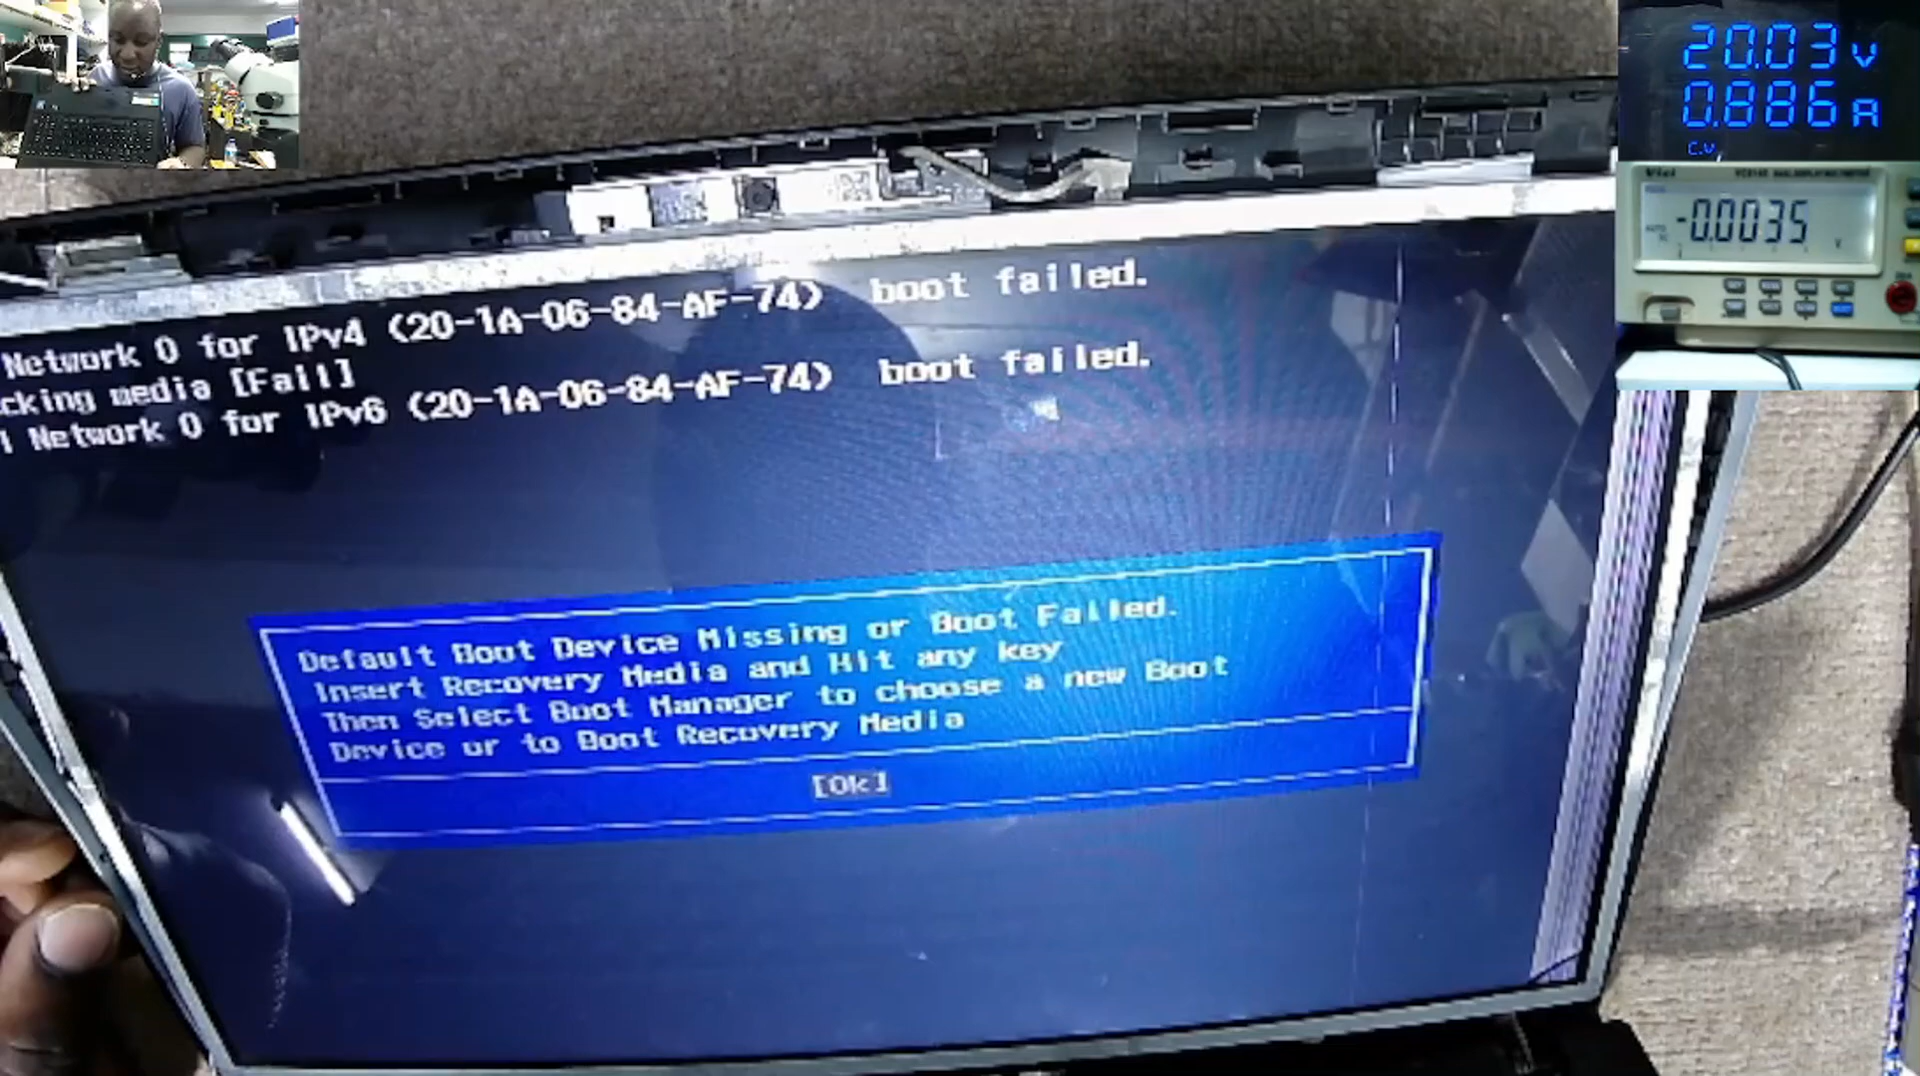 20.03 V
0.886 A
C.V
-0.0035
V
Network 0 for IPv4 (20-1A-06-84-AF-74) boot failed.
cking media [Fail]
l Network 0 for IPv6 (20-1A-06-84-AF-74) boot failed.
Default Boot Device Missing or Boot Failed.
Insert Recovery Media and Hit any key
Then Select Boot Manager to choose a new Boot
Device or to Boot Recovery Media
[Ok]